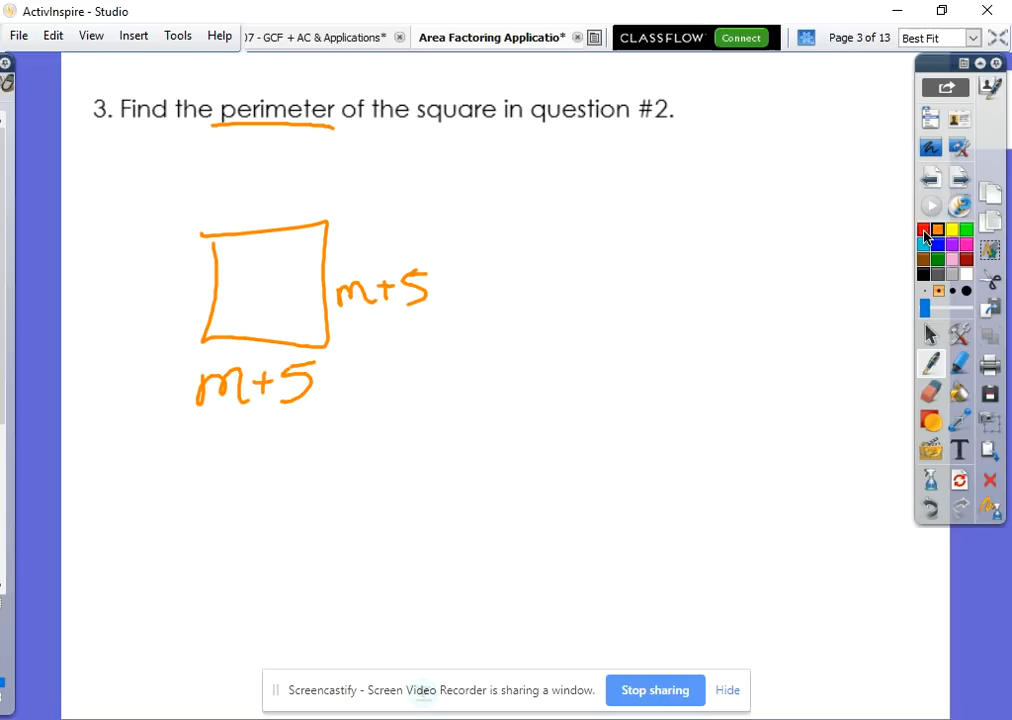 ActivInspire - Studio
File Edit View Insert Tools Help
07 - GCF + AC & Applications* Area Factoring Applicatio* CLASSFLOW Connect Page 3 of 13 Best Fit
3. Find the perimeter of the square in question #2.
m+5
m+5
T
Screencastify - Screen Video Recorder is sharing a window. Stop sharing Hide